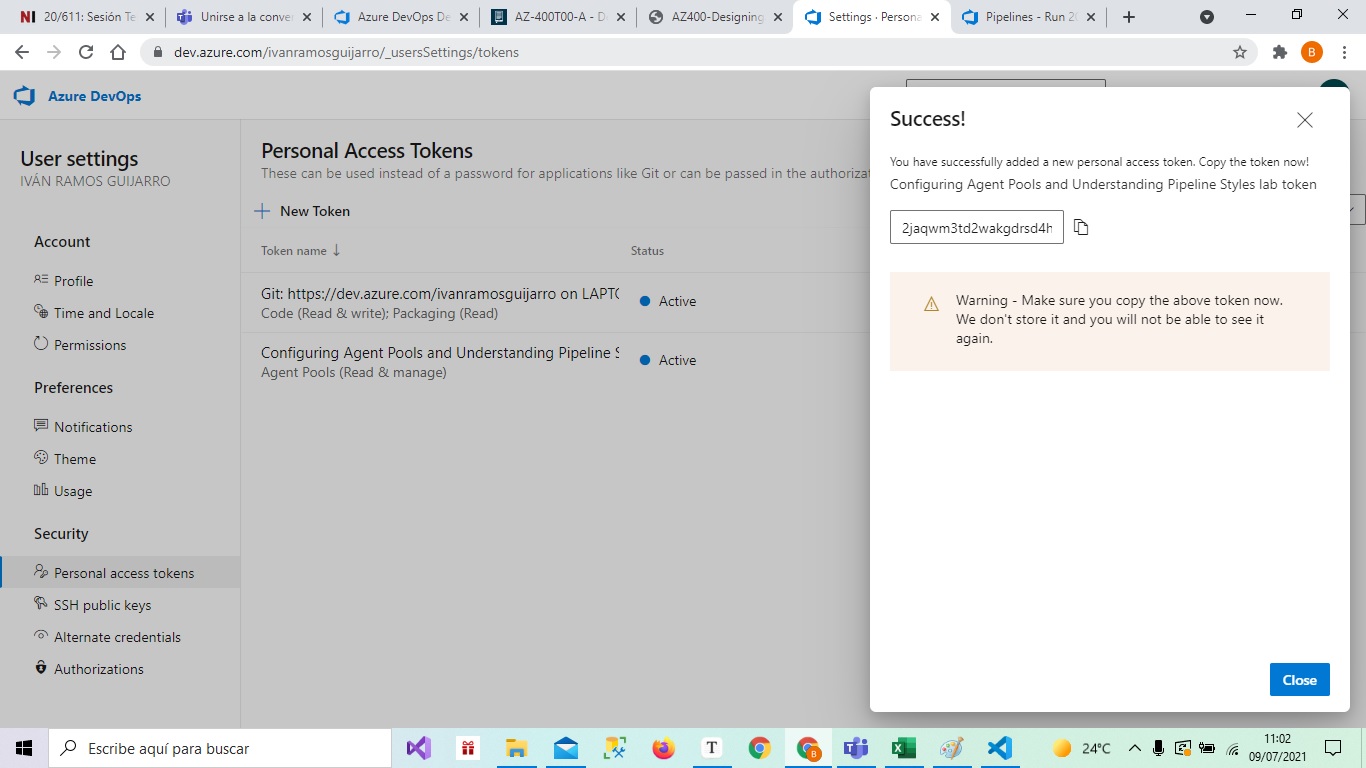 20/611: Sesión Te
Unirse a la conver
Azure DevOps De
AZ-400T00-A - D
AZ400-Designing
Settings · Persona
Pipelines - Run 20
dev.azure.com/ivanramosguijarro/_usersSettings/tokens
B
Azure DevOps
User settings
IVÁN RAMOS GUIJARRO
Account
Profile
Time and Locale
Permissions
Preferences
Notifications
Theme
Usage
Security
Personal access tokens
SSH public keys
Alternate credentials
Authorizations
Personal Access Tokens
These can be used instead of a password for applications like Git or can be passed in the authorizat
New Token
Token name ↓ Status
Git: https://dev.azure.com/ivanramosguijarro on LAPTO Active
Code (Read & write); Packaging (Read)
Configuring Agent Pools and Understanding Pipeline S Active
Agent Pools (Read & manage)
Success!
You have successfully added a new personal access token. Copy the token now!
Configuring Agent Pools and Understanding Pipeline Styles lab token
2jaqwm3td2wakgdrsd4h
Warning - Make sure you copy the above token now.
We don't store it and you will not be able to see it
again.
Close
Escribe aquí para buscar
24°C
11:02
09/07/2021